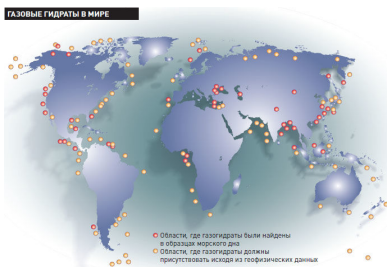 ГАЗОВЫЕ ГИДРАТЫ В МИРЕ
Области, где газогидраты были найдены
в образцах морского дна
Области, где газогидраты должны
присутствовать исходя из геофизических данных